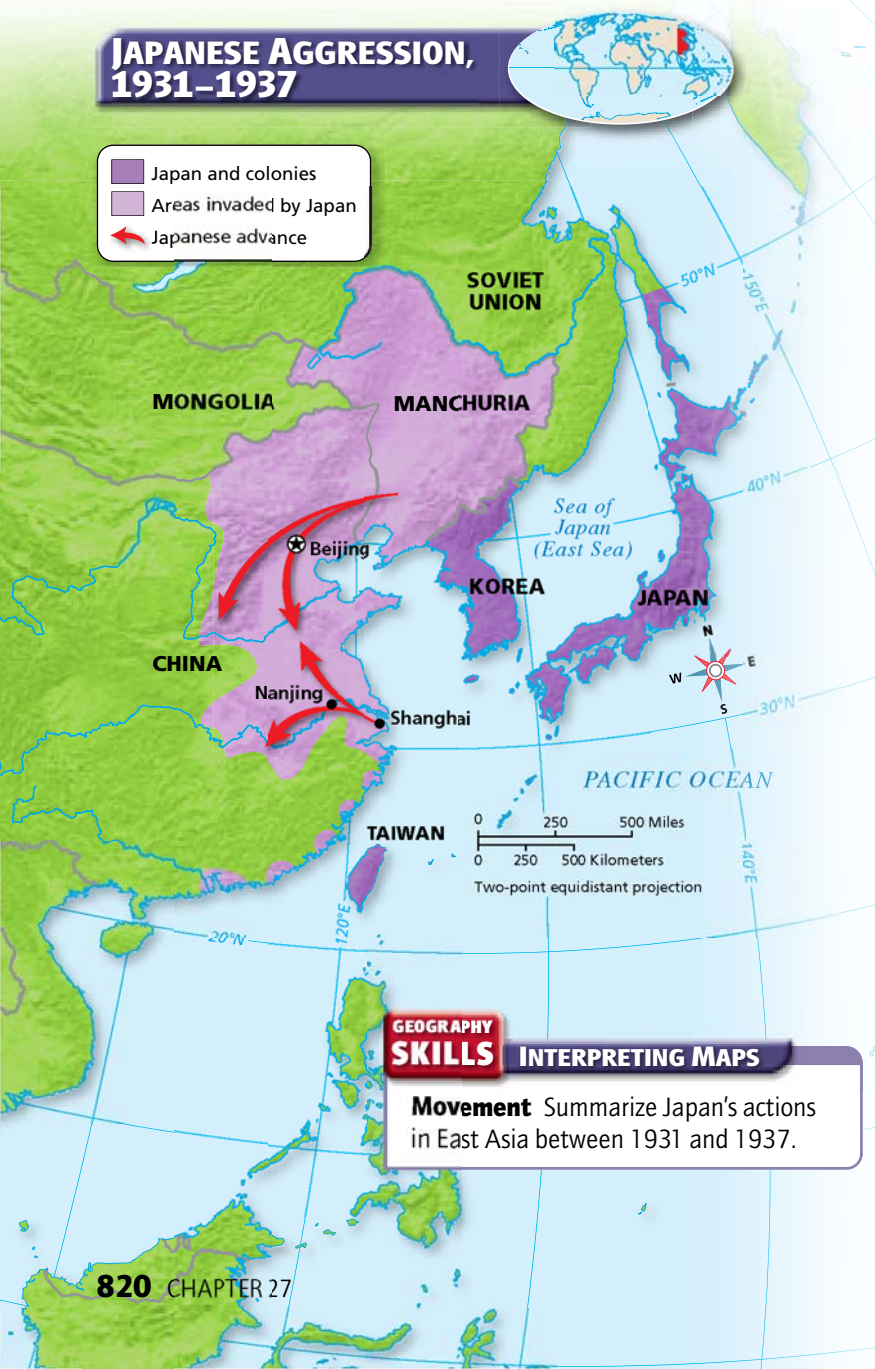 JAPANESE AGGRESSION,
1931–1937
Japan and colonies
Areas invaded by Japan
Japanese advance
SOVIET
UNION
50°N
150°E
MONGOLIA
MANCHURIA
40°N
Sea of
Japan
(East Sea)
Beijing
KOREA
JAPAN
N
W
E
S
CHINA
Nanjing
Shanghai
30°N
PACIFIC OCEAN
TAIWAN
0 250 500 Miles
0 250 500 Kilometers
Two-point equidistant projection
140°E
120°E
20°N
GEOGRAPHY
SKILLS INTERPRETING MAPS
Movement Summarize Japan's actions
in East Asia between 1931 and 1937.
820 CHAPTER 27